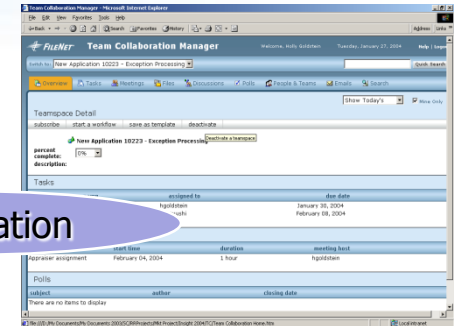 Team Collaboration Manager - Microsoft Internet Explorer
File Edit View Favorites Tools Help
Back Search Favorites History Address Links
FILENET Team Collaboration Manager Welcome, Holly Goldstein Tuesday, January 27, 2004 Help | Logoff
Switch to: New Application 10223 - Exception Processing Quick Search
Overview Tasks Meetings Files Discussions Polls People & Teams Email Search
Show Today's Mine Only
Teamspace Detail
subscribe start a workflow save as template deactivate
New Application 10223 - Exception Processing
Deactivate a teamspace
percent complete: 0%
description:
Tasks
assigned to due date
hgoldstein January 30, 2004
February 08, 2004
ation
start time duration meeting host
Appraiser assignment February 04, 2004 1 hour hgoldstein
Polls
subject author closing date
There are no items to display
Local intranet